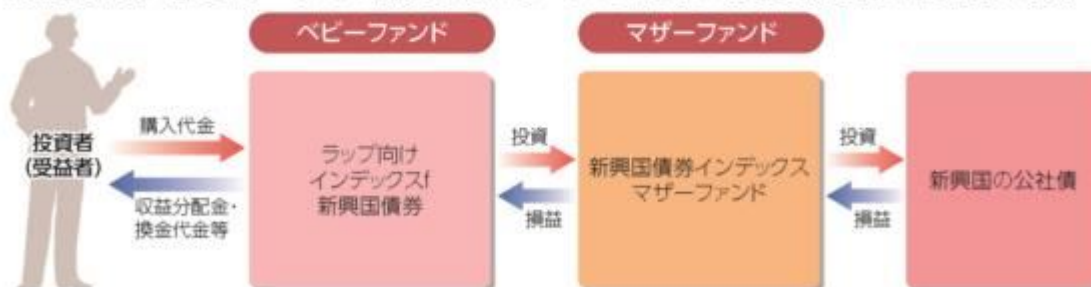 ベビーファンド
マザーファンド
投資者
(受益者)
購入代金
収益分配金・
換金代金等
ラップ向け
インデックスf
新興国債券
投資
損益
新興国債券インデックス
マザーファンド
投資
損益
新興国の公社債